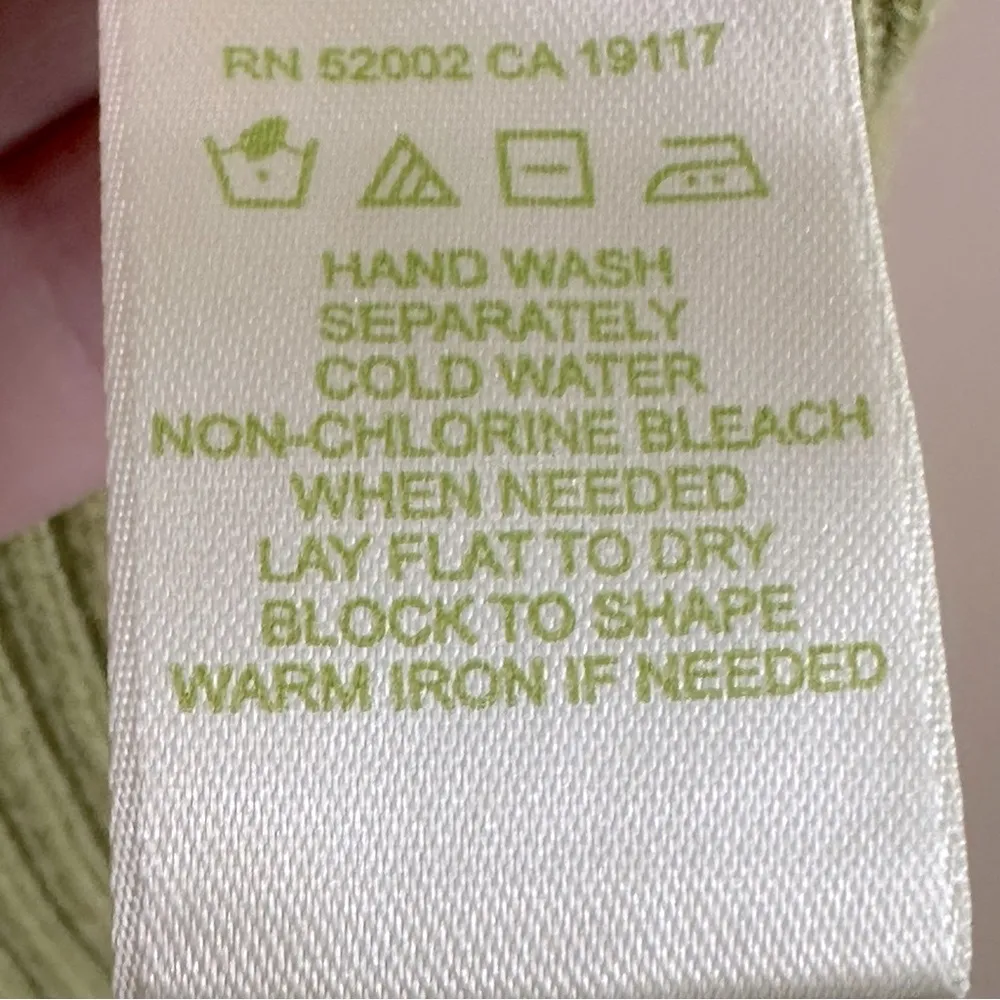 RN 52002 CA 19117
HAND WASH
SEPARATELY
COLD WATER
NON-CHLORINE BLEACH
WHEN NEEDED
LAY FLAT TO DRY
BLOCK TO SHAPE
WARM IRON IF NEEDED